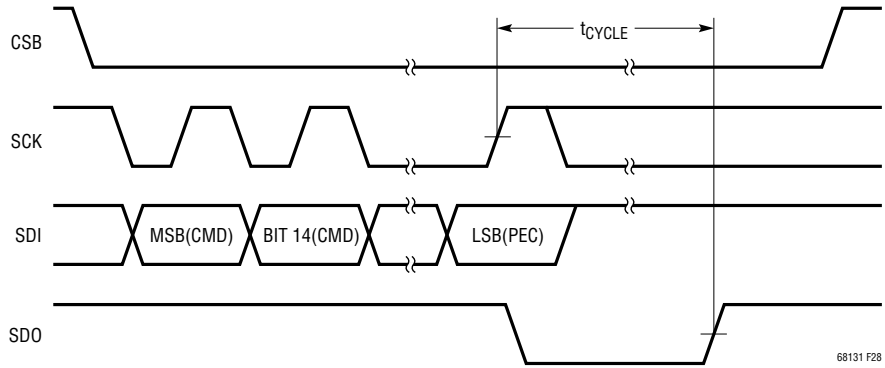 CSB
tCYCLE
SCK
SDI
MSB(CMD)
BIT 14(CMD)
LSB(PEC)
SDO
68131 F28